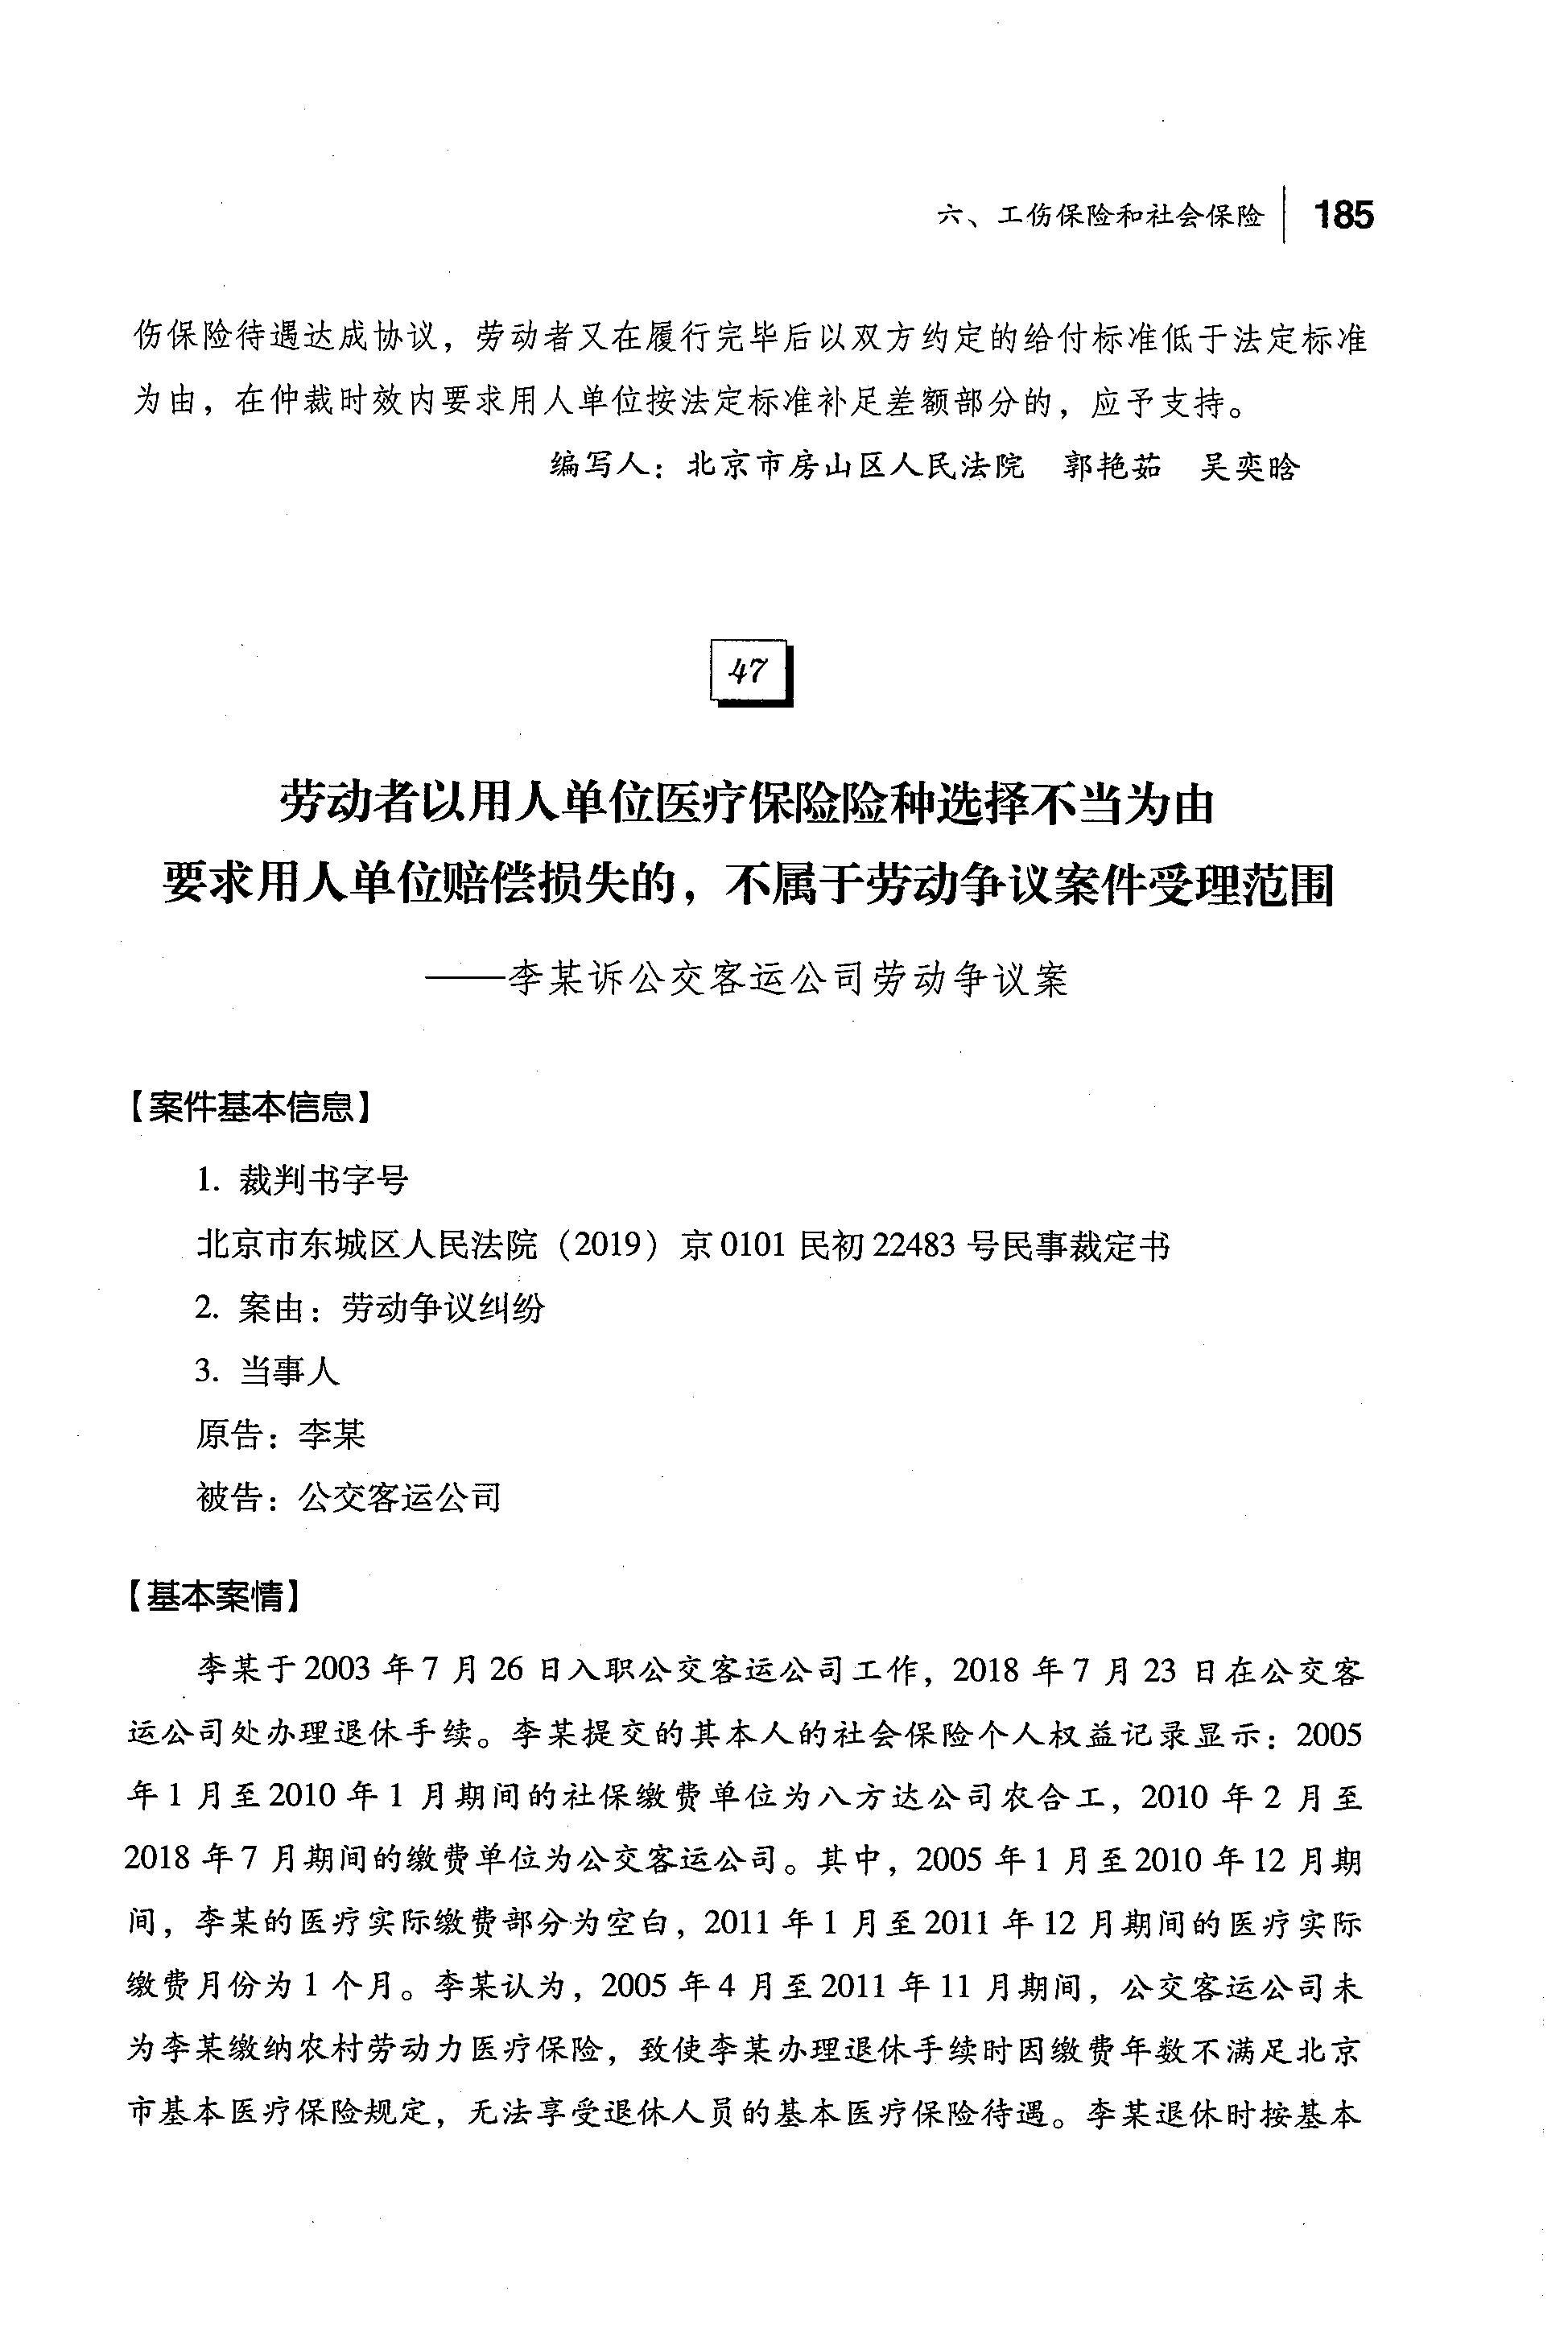 六、工伤保险和社会保险 185
伤保险待遇达成协议，劳动者又在履行完毕后以双方约定的给付标准低于法定标准
为由，在仲裁时效内要求用人单位按法定标准补足差额部分的，应予支持。
编写人：北京市房山区人民法院 郭艳茹 吴奕晗
47
劳动者以用人单位医疗保险险种选择不当为由
要求用人单位赔偿损失的，不属于劳动争议案件受理范围
——李某诉公交客运公司劳动争议案
【案件基本信息】
1. 裁判书字号
北京市东城区人民法院（2019）京0101民初22483号民事裁定书
2. 案由：劳动争议纠纷
3. 当事人
原告：李某
被告：公交客运公司
【基本案情】
李某于2003年7月26日入职公交客运公司工作，2018年7月23日在公交客
运公司处办理退休手续。李某提交的其本人的社会保险个人权益记录显示：2005
年1月至2010年1月期间的社保缴费单位为八方达公司农合工，2010年2月至
2018年7月期间的缴费单位为公交客运公司。其中，2005年1月至2010年12月期
间，李某的医疗实际缴费部分为空白，2011年1月至2011年12月期间的医疗实际
缴费月份为1个月。李某认为，2005年4月至2011年11月期间，公交客运公司未
为李某缴纳农村劳动力医疗保险，致使李某办理退休手续时因缴费年数不满足北京
市基本医疗保险规定，无法享受退休人员的基本医疗保险待遇。李某退休时按基本